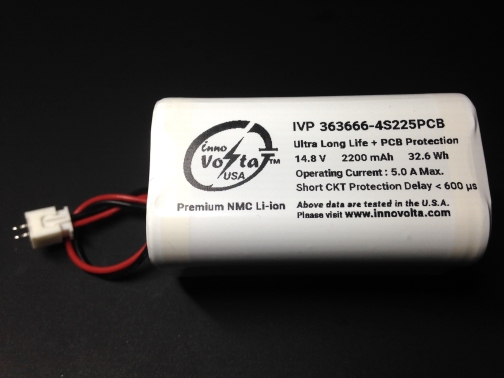 inno
Volta
USA
TM
Premium NMC Li-ion
IVP 363666-4S225PCB
Ultra Long Life + PCB Protection
14.8 V 2200 mAh 32.6 Wh
Operating Current : 5.0 A Max.
Short CKT Protection Delay < 600 µs
Above data are tested in the U.S.A.
Please visit www.innovolta.com